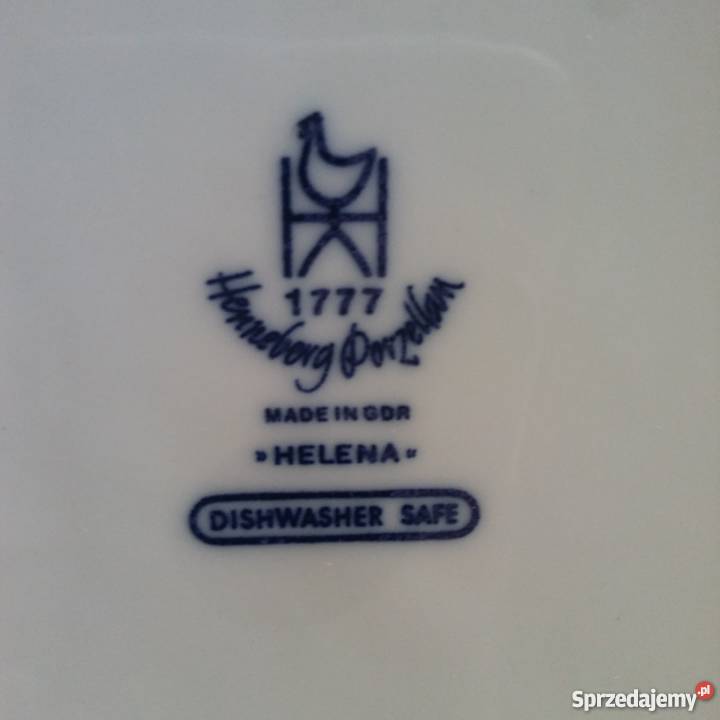 1777
Henneberg Porzellan
MADE IN GDR
»HELENA«
DISHWASHER SAFE
Sprzedajemy.pl